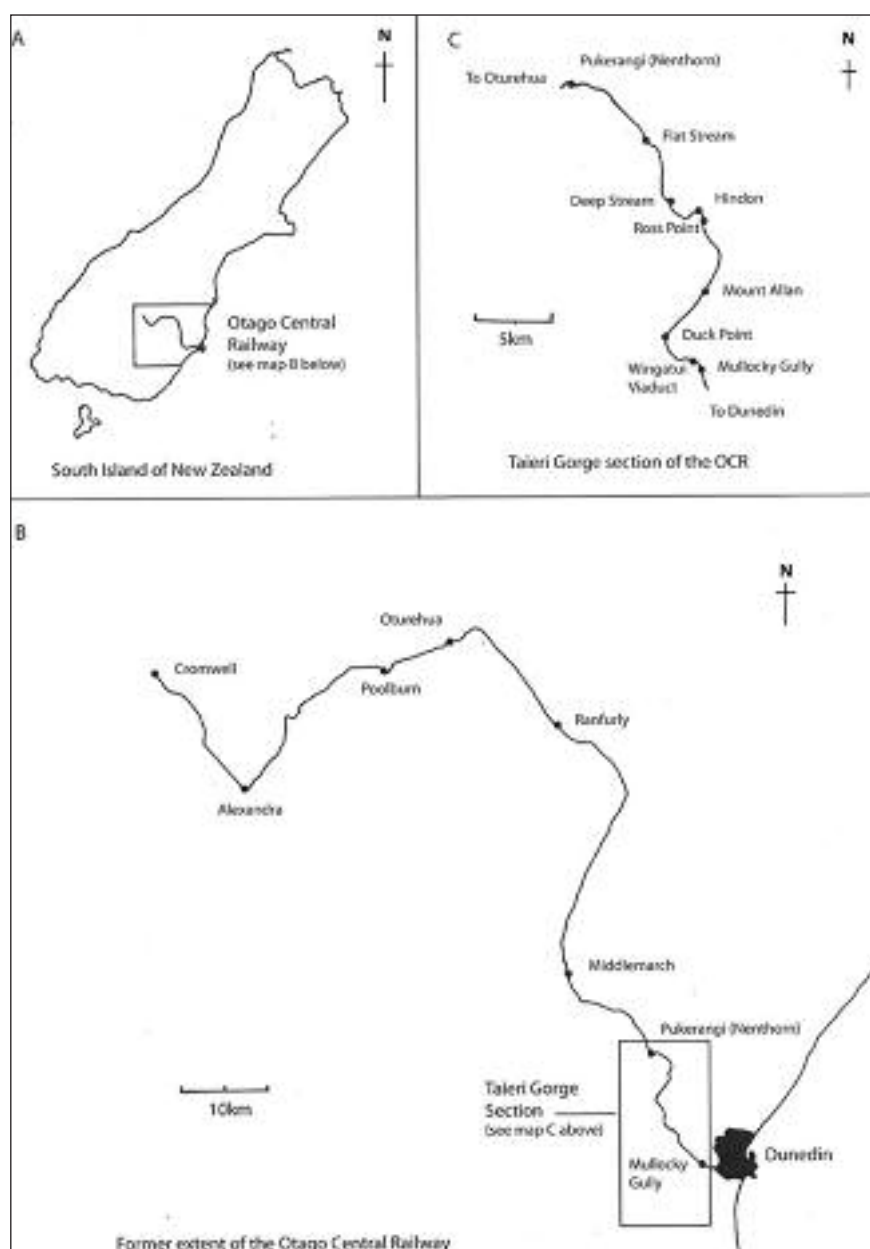 A
N
Otago Central
Railway
(see map B below)
South Island of New Zealand
C
N
Pukerangi (Nenthorn)
To Oturehua
Flat Stream
Deep Stream
Hindon
Ross Point
Mount Allan
5km
Duck Point
Wingatui
Viaduct
Mullocky Gully
To Dunedin
Taieri Gorge section of the OCR
B
N
Oturehua
Cromwell
Poolburn
Ranfurly
Alexandra
Middlemarch
Pukerangi (Nenthorn)
10km
Taieri Gorge
Section
(see map C above)
Mullocky
Gully
Dunedin
Former extent of the Otago Central Railway